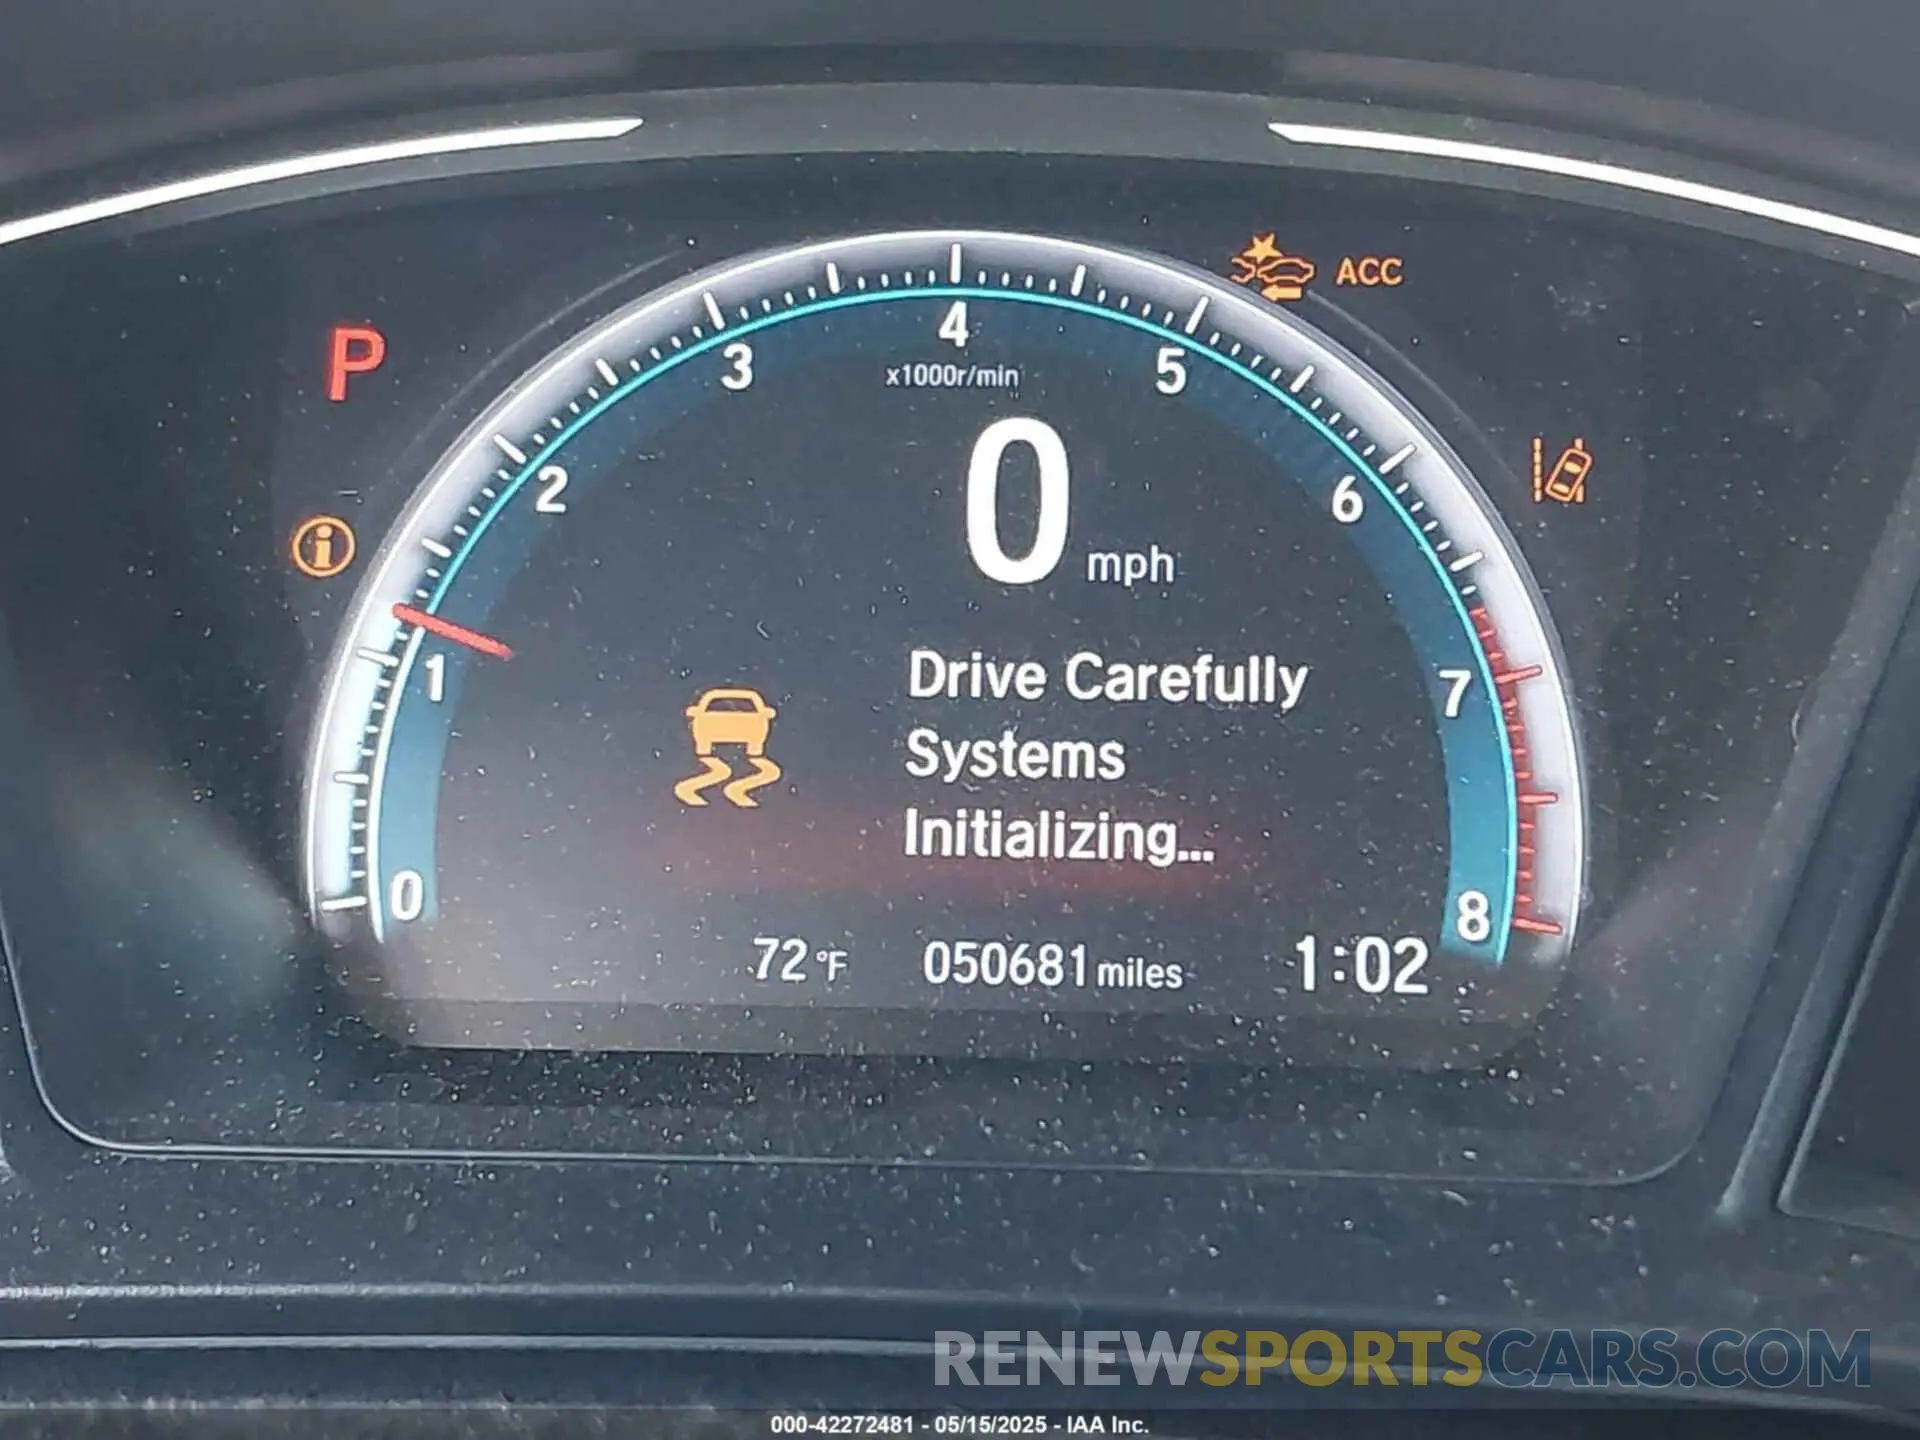 ACC
P
4
3
5
x1000r/min
0 mph
2
6
i
Drive Carefully
1
7
Systems
Initializing...
0
8
72 °F
050681 miles
1:02
RENEWSPORTSCARS.COM
000-42272481 - 05/15/2025 - IAA Inc.